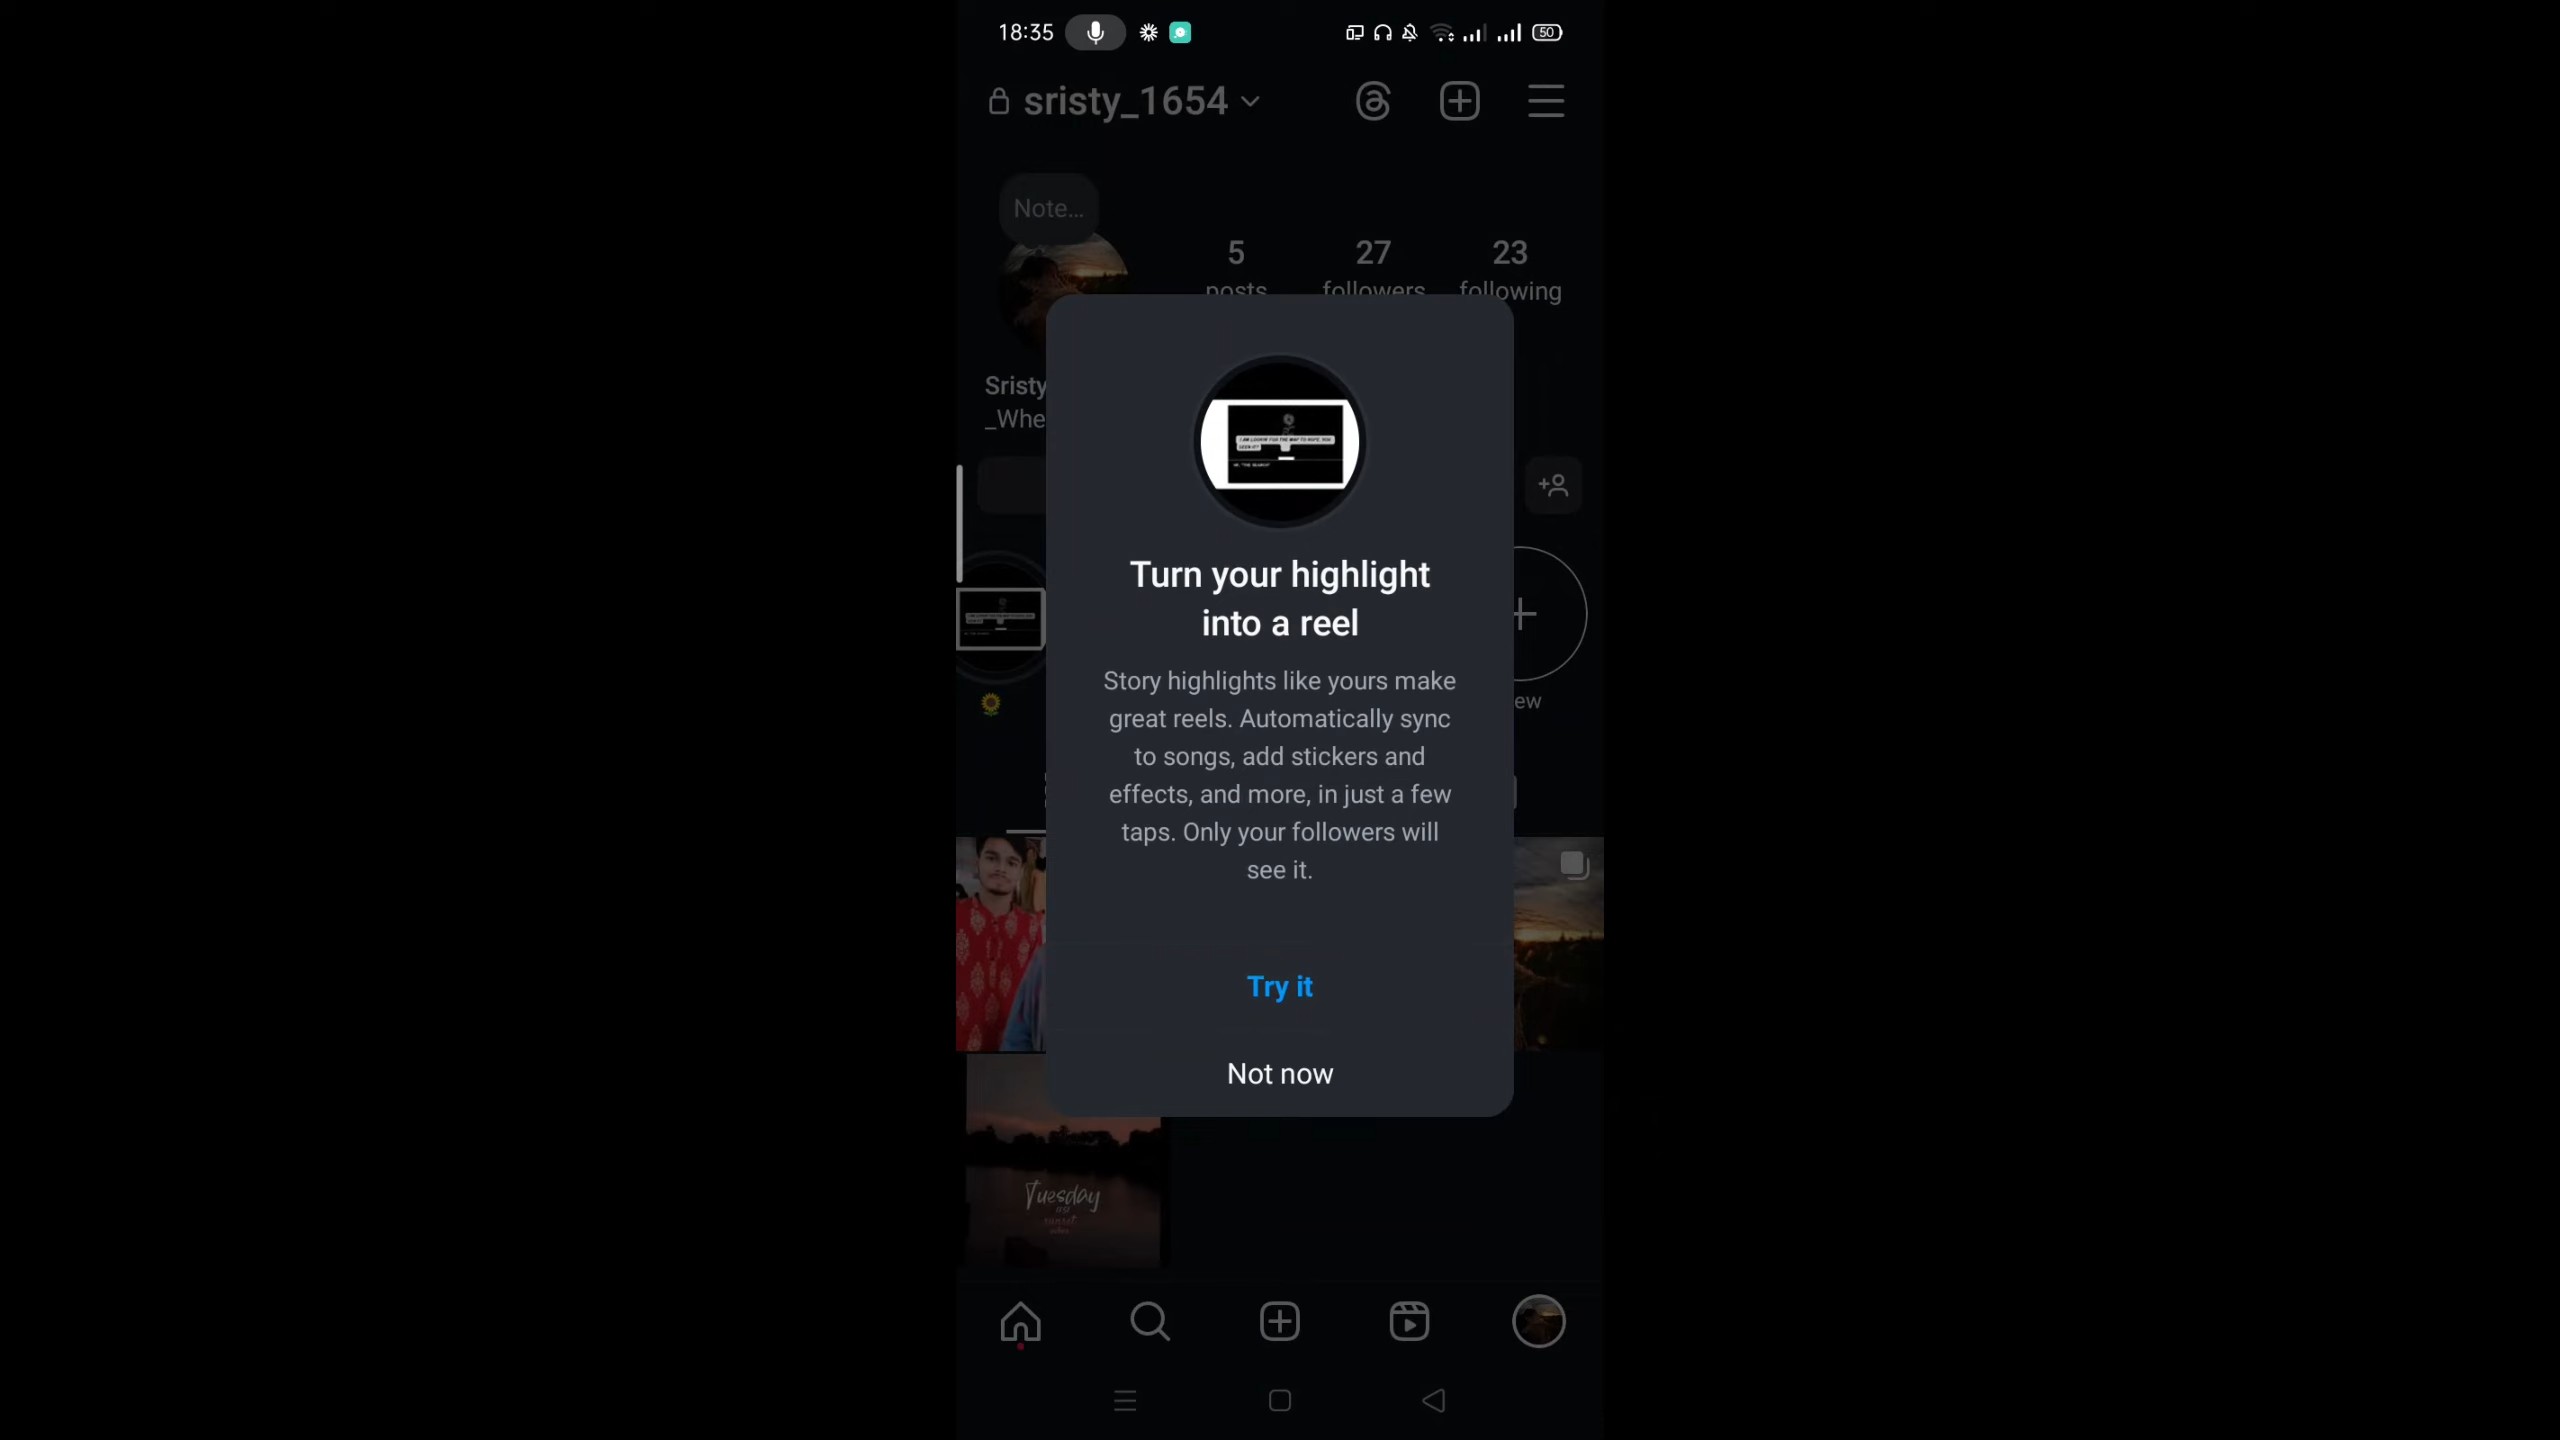 18:35
50
sristy_1654
Note...
5
27
23
posts
followers
following
Sristy
_Whe
Turn your highlight
into a reel
Story highlights like yours make
great reels. Automatically sync
to songs, add stickers and
effects, and more, in just a few
taps. Only your followers will
see it.
ew
Try it
Not now
Tuesday
sunset